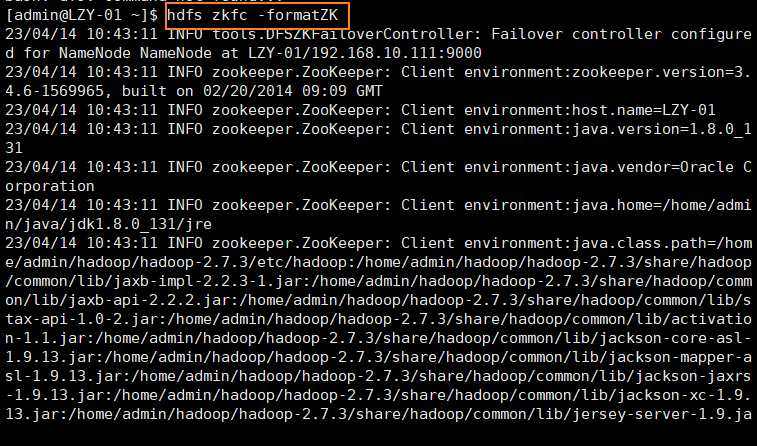 [admin@LZY-01 ~]$ hdfs zkfc -formatZK
23/04/14 10:43:11 INFO tools.DFSZKFailoverController: Failover controller configure
d for NameNode NameNode at LZY-01/192.168.10.111:9000
23/04/14 10:43:11 INFO zookeeper.ZooKeeper: Client environment:zookeeper.version=3.
4.6-1569965, built on 02/20/2014 09:09 GMT
23/04/14 10:43:11 INFO zookeeper.ZooKeeper: Client environment:host.name=LZY-01
23/04/14 10:43:11 INFO zookeeper.ZooKeeper: Client environment:java.version=1.8.0_1
31
23/04/14 10:43:11 INFO zookeeper.ZooKeeper: Client environment:java.vendor=Oracle C
orporation
23/04/14 10:43:11 INFO zookeeper.ZooKeeper: Client environment:java.home=/home/admi
n/java/jdk1.8.0_131/jre
23/04/14 10:43:11 INFO zookeeper.ZooKeeper: Client environment:java.class.path=/hom
e/admin/hadoop/hadoop-2.7.3/etc/hadoop:/home/admin/hadoop/hadoop-2.7.3/share/hadoop
/common/lib/jaxb-impl-2.2.3-1.jar:/home/admin/hadoop/hadoop-2.7.3/share/hadoop/comm
on/lib/jaxb-api-2.2.2.jar:/home/admin/hadoop/hadoop-2.7.3/share/hadoop/common/lib/s
tax-api-1.0-2.jar:/home/admin/hadoop/hadoop-2.7.3/share/hadoop/common/lib/activatio
n-1.1.jar:/home/admin/hadoop/hadoop-2.7.3/share/hadoop/common/lib/jackson-core-asl-
1.9.13.jar:/home/admin/hadoop/hadoop-2.7.3/share/hadoop/common/lib/jackson-mapper-a
sl-1.9.13.jar:/home/admin/hadoop/hadoop-2.7.3/share/hadoop/common/lib/jackson-jaxrs
-1.9.13.jar:/home/admin/hadoop/hadoop-2.7.3/share/hadoop/common/lib/jackson-xc-1.9.
13.jar:/home/admin/hadoop/hadoop-2.7.3/share/hadoop/common/lib/jersey-server-1.9.ja